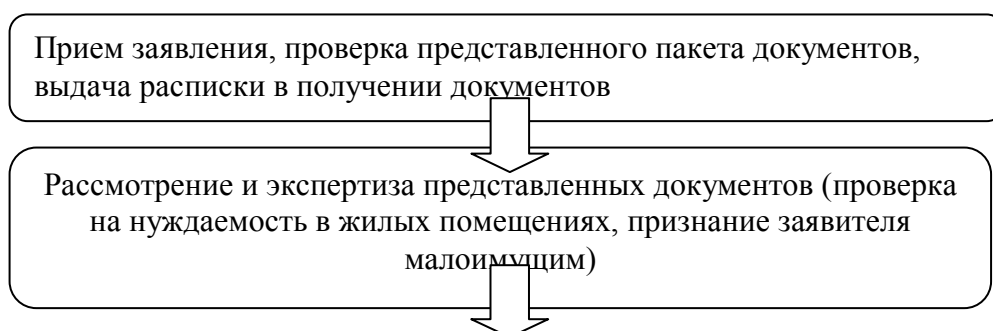 Прием заявления, проверка представленного пакета документов,
выдача расписки в получении документов
Рассмотрение и экспертиза представленных документов (проверка
на нуждаемость в жилых помещениях, признание заявителя
малоимущим)